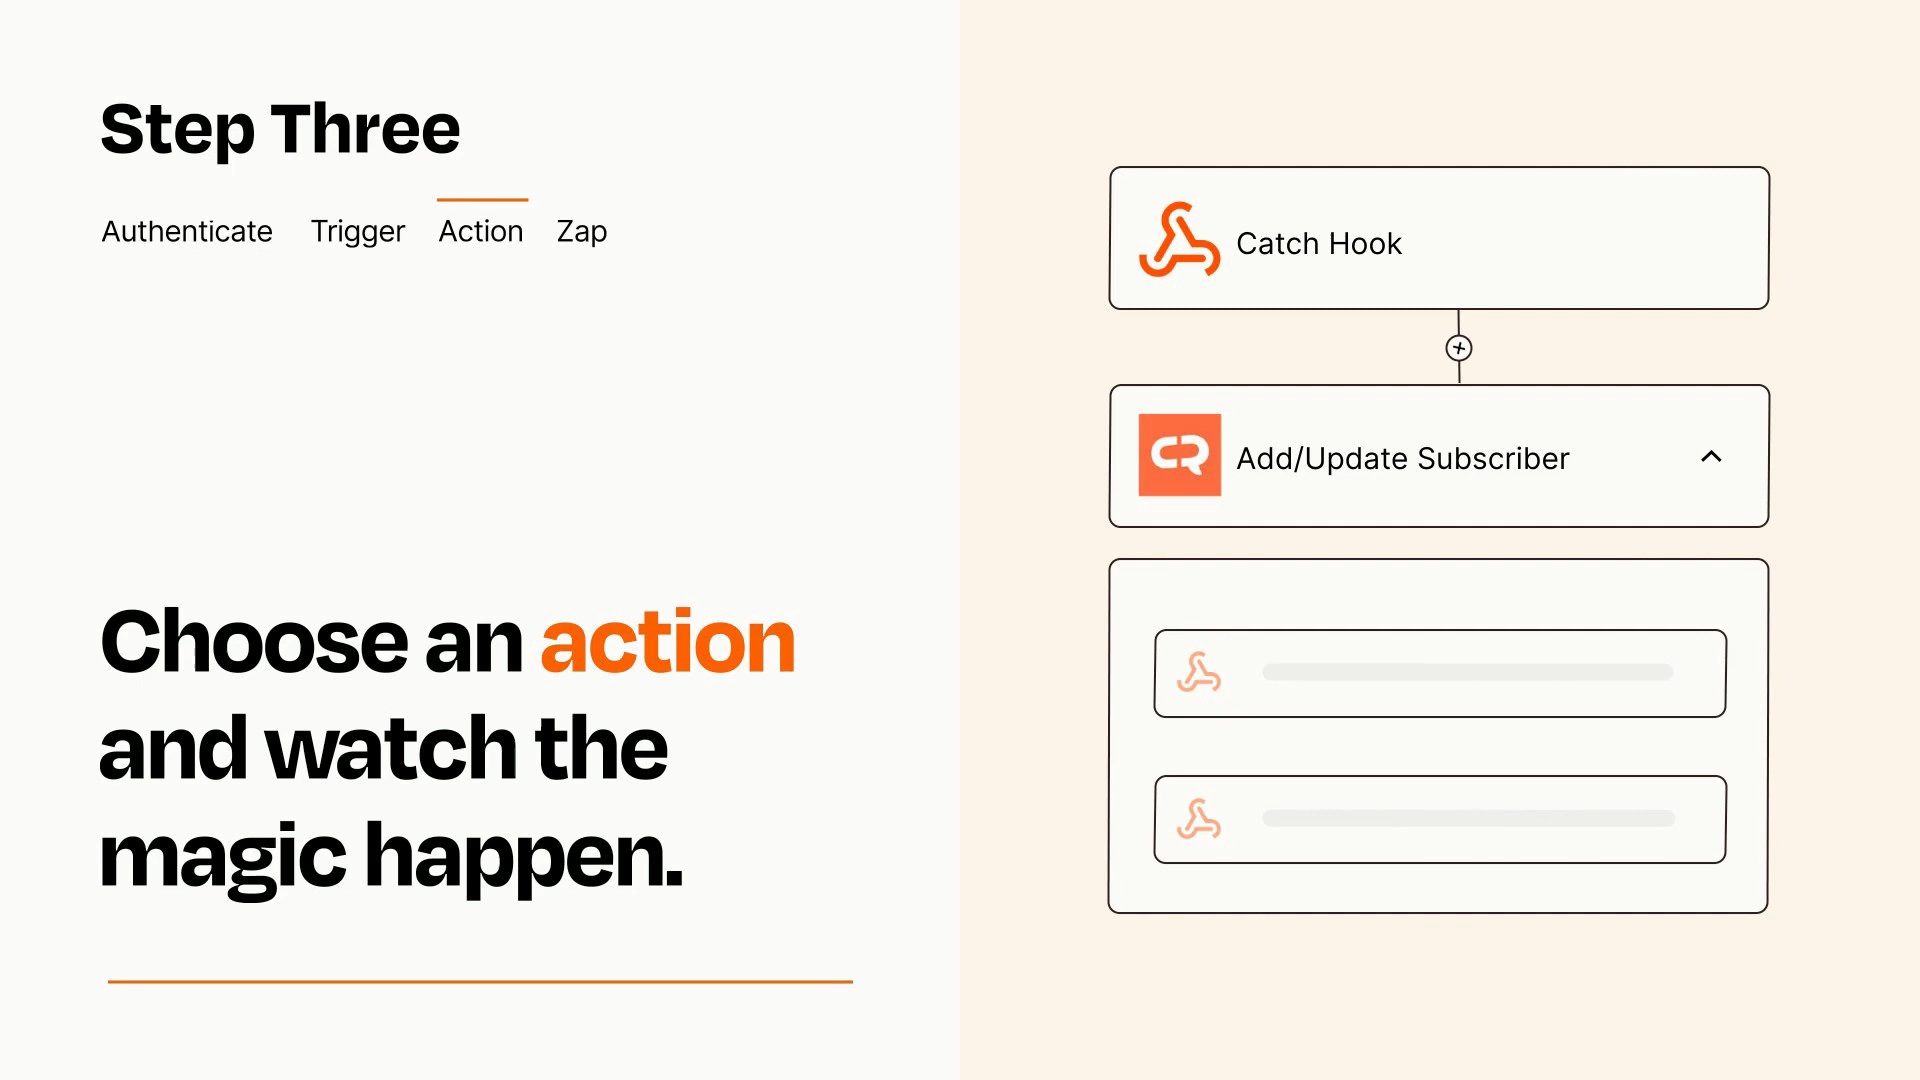 Step Three
Authenticate Trigger Action Zap
Choose an action
and watch the
magic happen.
Catch Hook
CR Add/Update Subscriber